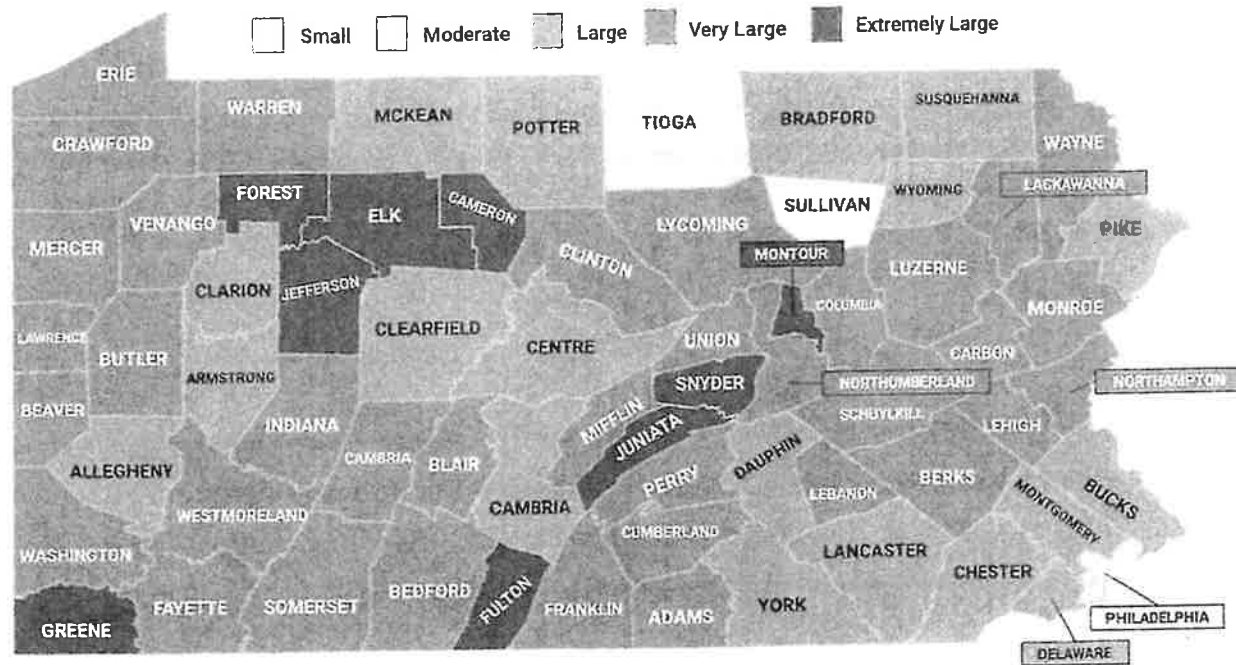 Small Moderate Large Very Large Extremely Large
ERIE
WARREN
MCKEAN
POTTER
TIOGA
BRADFORD
SUSQUEHANNA
WAYNE
CRAWFORD
FOREST
ELK
CAMERON
WYOMING
LACKAWANNA
VENANGO
SULLIVAN
LYCOMING
PIKE
MERCER
CLINTON
MONTOUR
LUZERNE
CLARION
JEFFERSON
COLUMBIA
MONROE
LAWRENCE
BUTLER
CLEARFIELD
CENTRE
UNION
CARBON
ARMSTRONG
SNYDER
NORTHUMBERLAND
NORTHAMPTON
BEAVER
INDIANA
MIFFLIN
SCHUYLKILL
LEHIGH
JUNIATA
ALLEGHENY
CAMBRIA
BLAIR
DAUPHIN
PERRY
LEBANON
BERKS
BUCKS
WESTMORELAND
CAMBRIA
MONTGOMERY
CUMBERLAND
WASHINGTON
LANCASTER
CHESTER
BEDFORD
FULTON
FAYETTE
SOMERSET
FRANKLIN
ADAMS
YORK
PHILADELPHIA
GREENE
DELAWARE